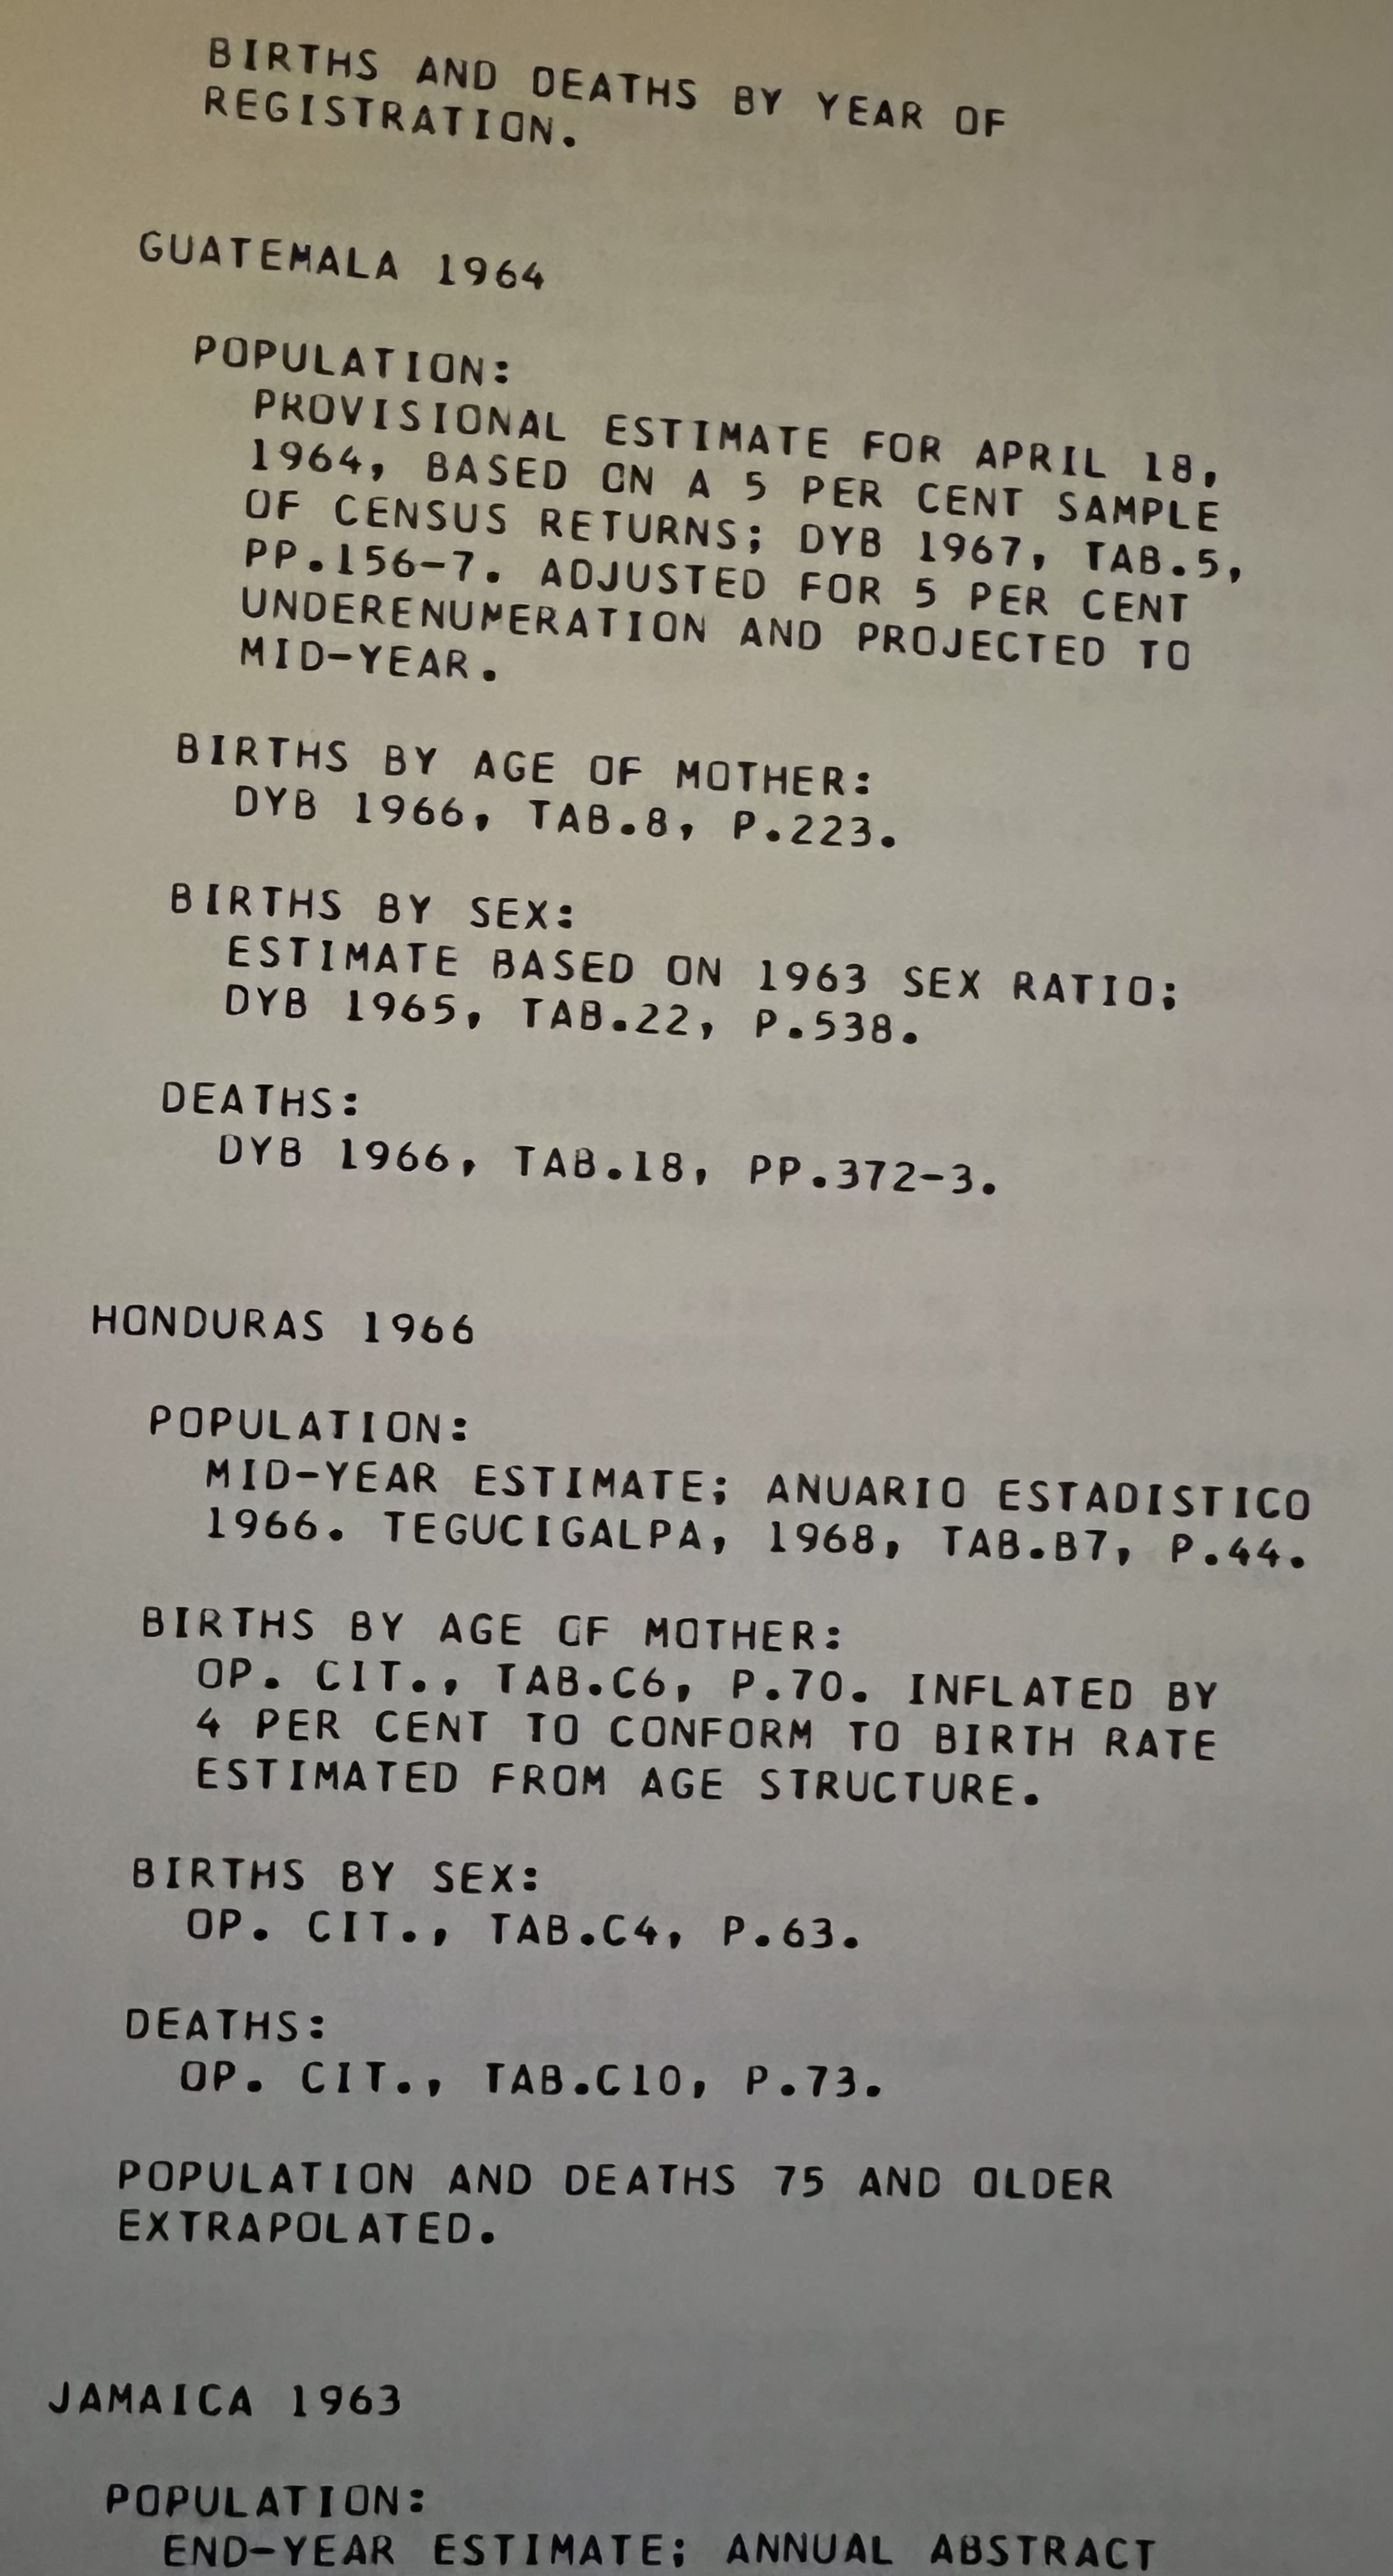 BIRTHS AND DEATHS BY YEAR OF
REGISTRATION.
GUATEMALA 1964
POPULATION:
PROVISIONAL ESTIMATE FOR APRIL 18,
1964, BASED ON A 5 PER CENT SAMPLE
OF CENSUS RETURNS; DYB 1967, TAB.5,
PP.156-7. ADJUSTED FOR 5 PER CENT
UNDERENUMERATION AND PROJECTED TO
MID-YEAR.
BIRTHS BY AGE OF MOTHER:
DYB 1966, TAB.8, P.223.
BIRTHS BY SEX:
ESTIMATE BASED ON 1963 SEX RATIO;
DYB 1965, TAB.22, P.538.
DEATHS:
DYB 1966, TAB.18, PP.372-3.
HONDURAS 1966
POPULATION:
MID-YEAR ESTIMATE; ANUARIO ESTADISTICO
1966. TEGUCIGALPA, 1968, TAB.B7, P.44.
BIRTHS BY AGE OF MOTHER:
OP. CIT., TAB.C6, P.70. INFLATED BY
4 PER CENT TO CONFORM TO BIRTH RATE
ESTIMATED FROM AGE STRUCTURE.
BIRTHS BY SEX:
OP. CIT., TAB.C4, P.63.
DEATHS:
OP. CIT., TAB.C10, P.73.
POPULATION AND DEATHS 75 AND OLDER
EXTRAPOLATED.
JAMAICA 1963
POPULATION:
END-YEAR ESTIMATE; ANNUAL ABSTRACT